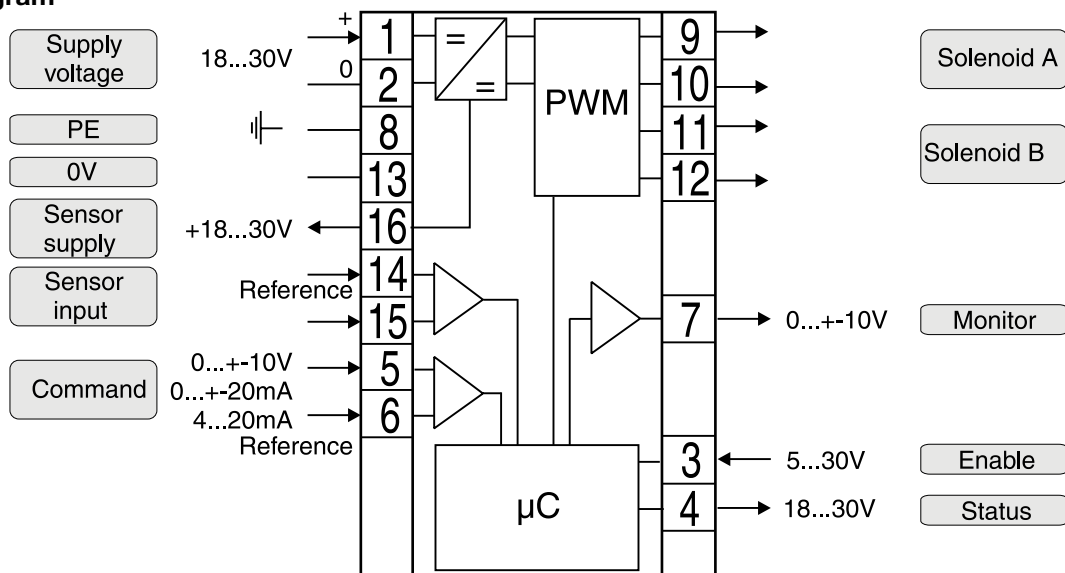 gram
Supply
voltage
PE
0V
Sensor
supply
Sensor
input
Command
+
18...30V
0
+18...30V
Reference
0...+-10V
0...+-20mA
4...20mA
Reference
1
2
8
13
16
14
15
5
6
=
=
PWM
µC
9
10
11
12
7
3
4
0...+-10V
5...30V
18...30V
Solenoid A
Solenoid B
Monitor
Enable
Status